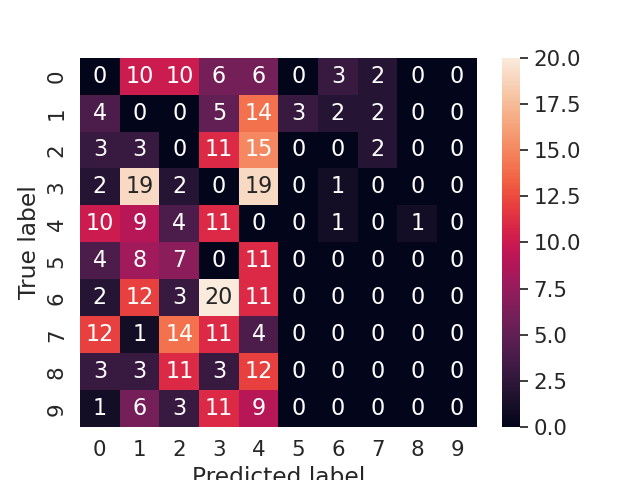 0 0 10 10 6 6 0 3 2 0 0
1 4 0 0 5 14 3 2 2 0 0
2 3 3 0 11 15 0 0 2 0 0
3 2 19 2 0 19 0 1 0 0 0
4 10 9 4 11 0 0 1 0 1 0
5 4 8 7 0 11 0 0 0 0 0
6 2 12 3 20 11 0 0 0 0 0
7 12 1 14 11 4 0 0 0 0 0
8 3 3 11 3 12 0 0 0 0 0
9 1 6 3 11 9 0 0 0 0 0
0 1 2 3 4 5 6 7 8 9
True label
Predicted label
20.0
17.5
15.0
12.5
10.0
7.5
5.0
2.5
0.0